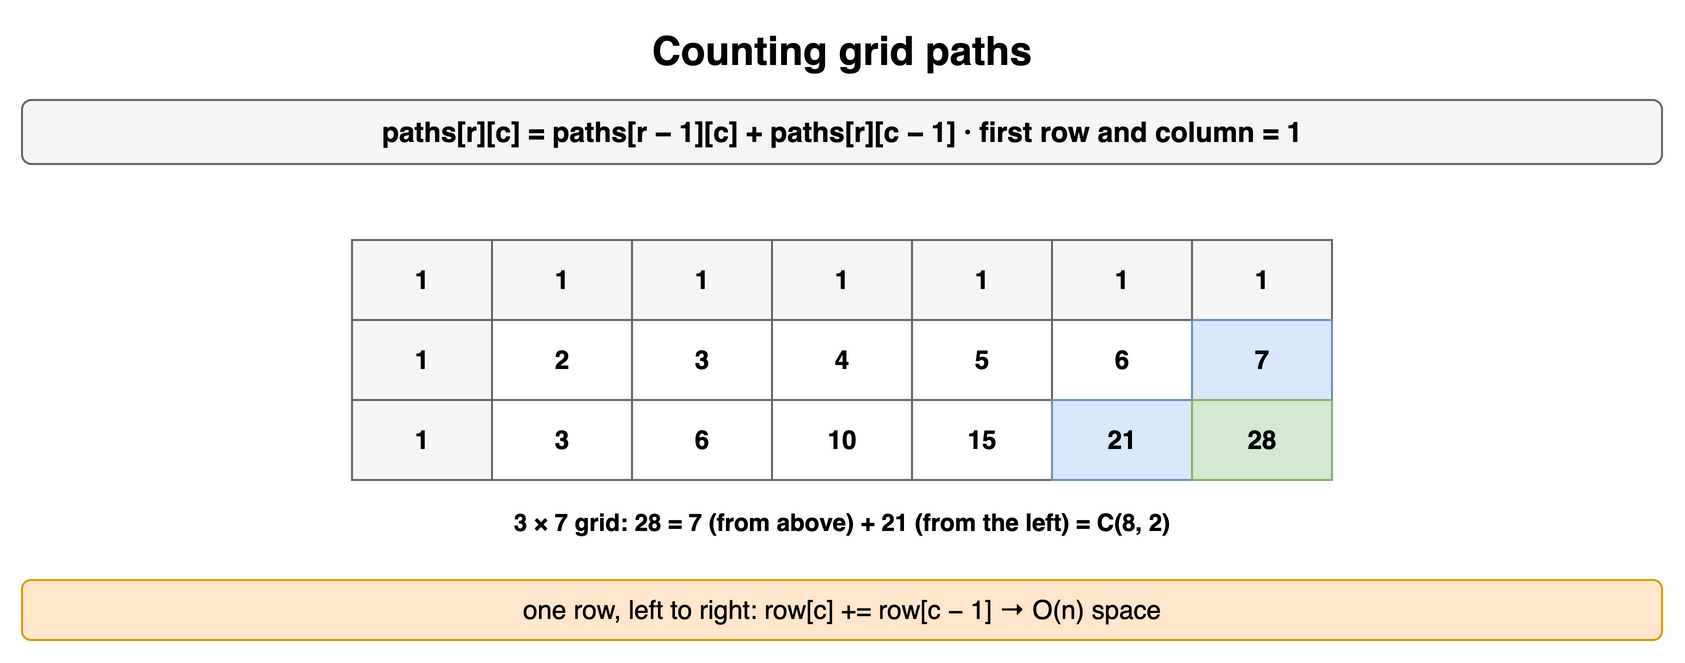 Counting grid paths
paths[r][c] = paths[r − 1][c] + paths[r][c − 1] · first row and column = 1
1 1 1 1 1 1 1
1 2 3 4 5 6 7
1 3 6 10 15 21 28
3 × 7 grid: 28 = 7 (from above) + 21 (from the left) = C(8, 2)
one row, left to right: row[c] += row[c − 1] → O(n) space